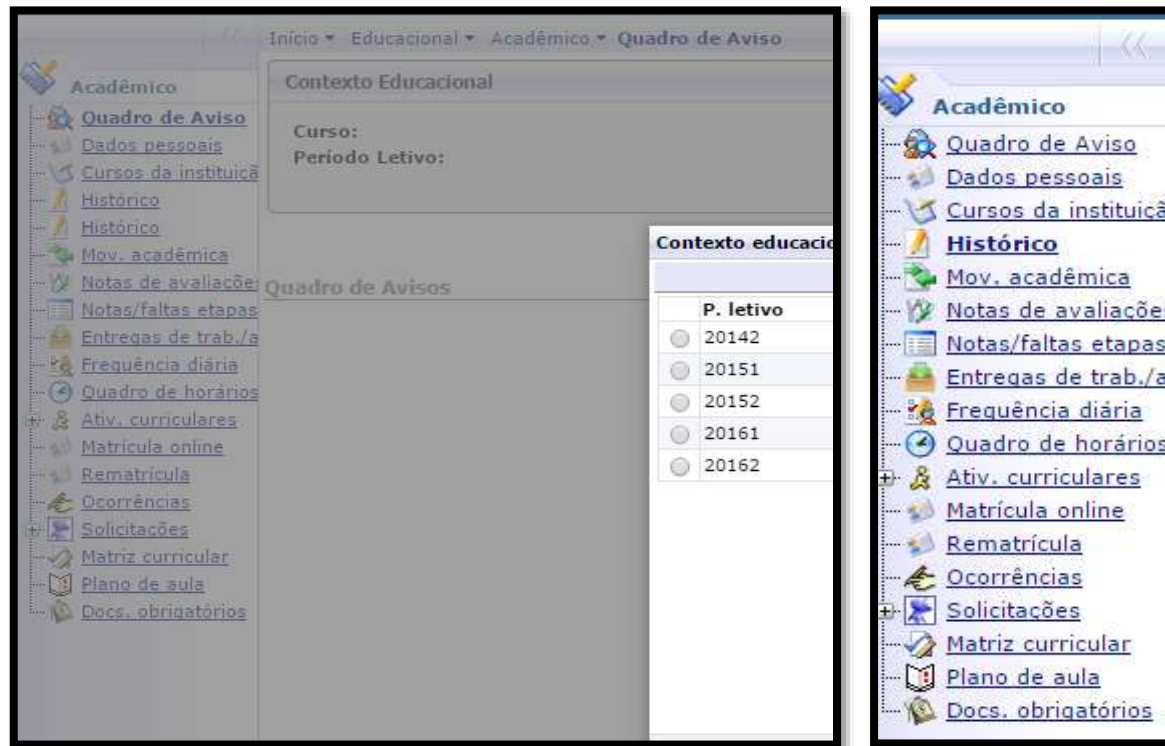 Início Educacional Acadêmico Quadro de Aviso
Acadêmico
Quadro de Aviso
Dados pessoais
Cursos da instituiçã
Histórico
Histórico
Mov. acadêmica
Notas de avaliações
Notas/faltas etapas
Entregas de trab./a
Frequência diária
Quadro de horários
Ativ. curriculares
Matrícula online
Rematrícula
Ocorrências
Solicitações
Matriz curricular
Plano de aula
Docs. obrigatórios
Contexto Educacional
Curso:
Período Letivo:
Quadro de Avisos
Contexto educacio
P. letivo
20142
20151
20152
20161
20162
Acadêmico
Quadro de Aviso
Dados pessoais
Cursos da instituiçã
Histórico
Mov. acadêmica
Notas de avaliações
Notas/faltas etapas
Entregas de trab./a
Frequência diária
Quadro de horários
Ativ. curriculares
Matrícula online
Rematrícula
Ocorrências
Solicitações
Matriz curricular
Plano de aula
Docs. obrigatórios